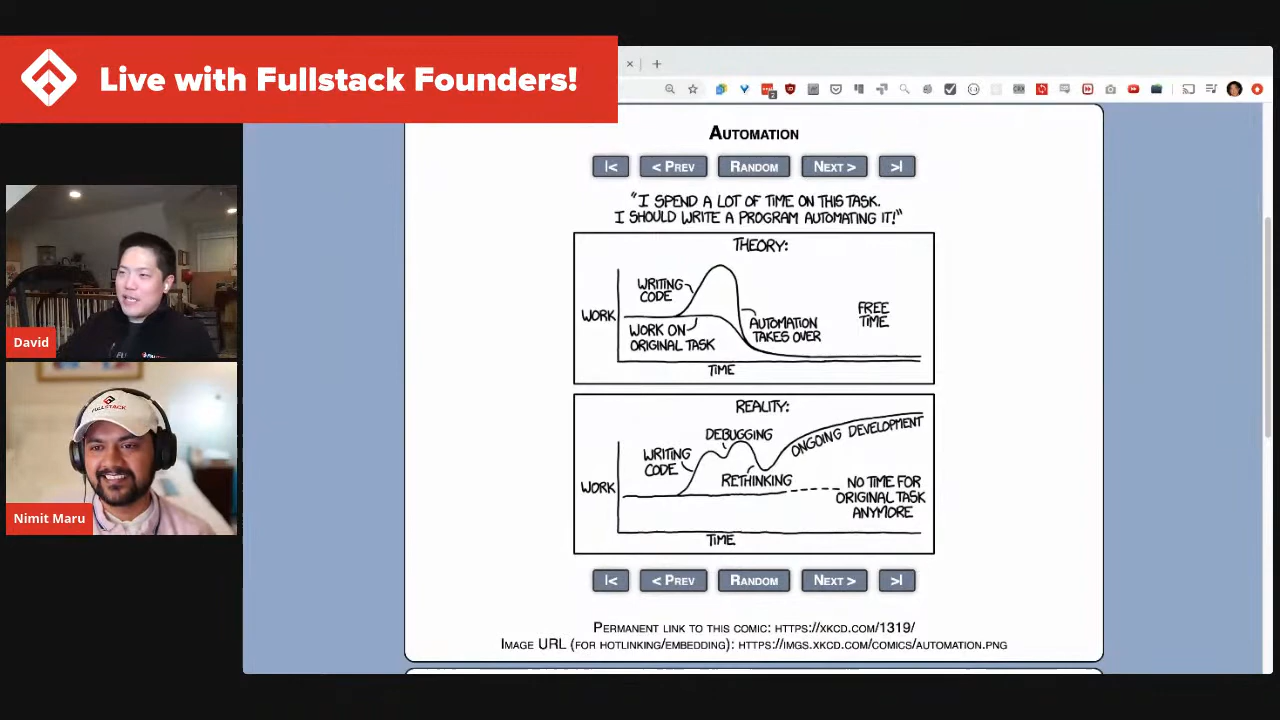 Live with Fullstack Founders!
AUTOMATION
|<
< PREV
RANDOM
NEXT >
>|
"I SPEND A LOT OF TIME ON THIS TASK.
I SHOULD WRITE A PROGRAM AUTOMATING IT!"
THEORY:
WRITING
CODE
WORK
WORK ON
ORIGINAL TASK
AUTOMATION
TAKES OVER
FREE
TIME
TIME
REALITY:
WRITING
CODE
DEBUGGING
RETHINKING
ONGOING DEVELOPMENT
WORK
NO TIME FOR
ORIGINAL TASK
ANYMORE
TIME
|<
< PREV
RANDOM
NEXT >
>|
PERMANENT LINK TO THIS COMIC: HTTPS://XKCD.COM/1319/
IMAGE URL (FOR HOTLINKING/EMBEDDING): HTTPS://IMGS.XKCD.COM/COMICS/AUTOMATION.PNG
David
FULLSTACK
Nimit Maru